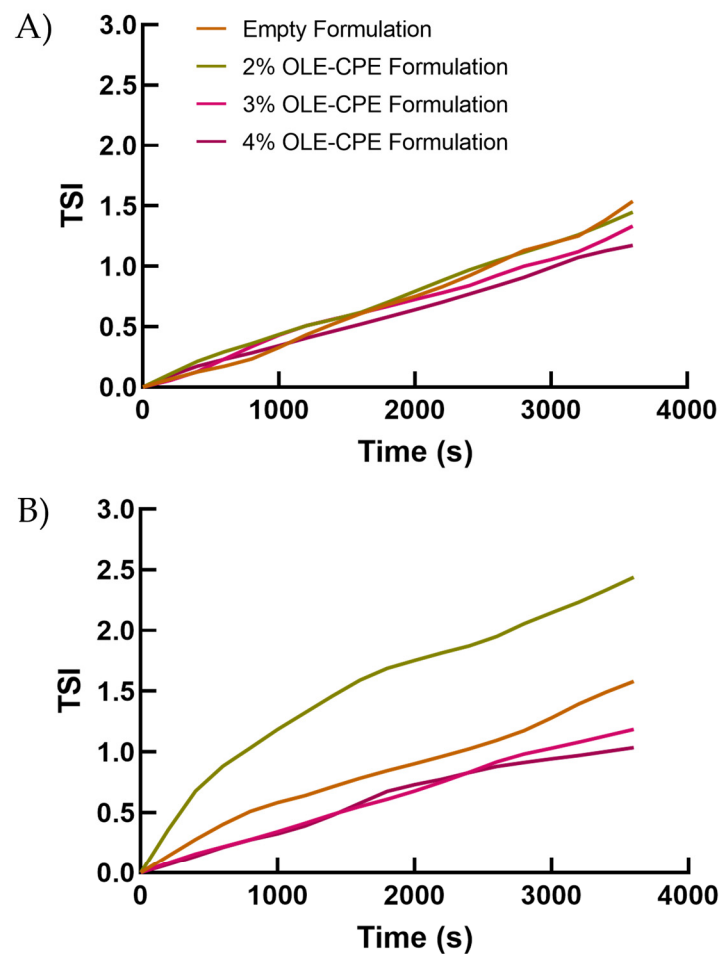 A)
3.0
Empty Formulation
2% OLE-CPE Formulation
2.5
3% OLE-CPE Formulation
2.0
4% OLE-CPE Formulation
TSI
1.5
1.0
0.5
0.0
0 1000 2000 3000 4000
Time (s)
B)
3.0
2.5
2.0
TSI
1.5
1.0
0.5
0.0
0 1000 2000 3000 4000
Time (s)